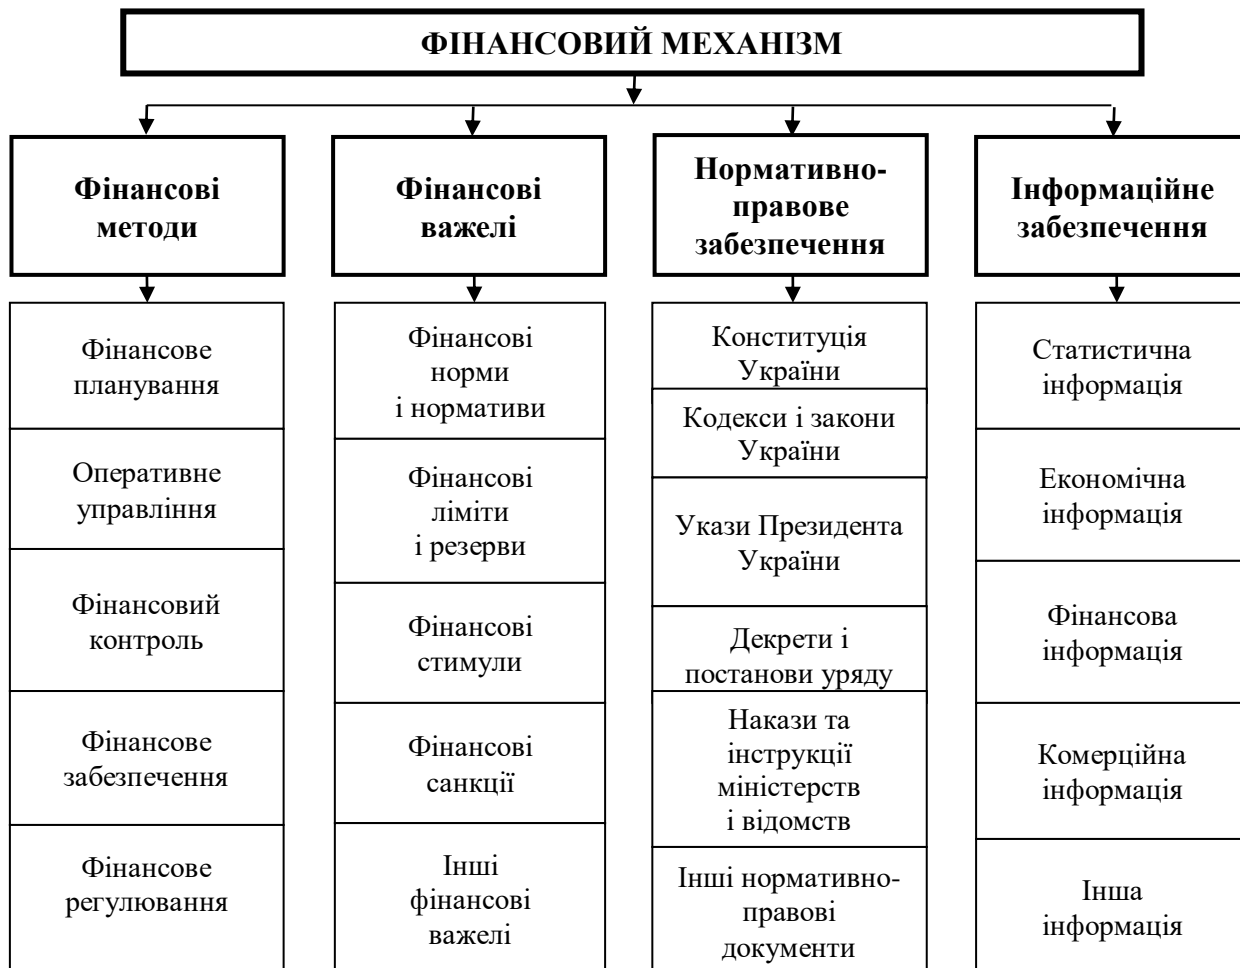 ФІНАНСОВИЙ МЕХАНІЗМ
Фінансові
методи
Фінансове
планування
Оперативне
управління
Фінансовий
контроль
Фінансове
забезпечення
Фінансове
регулювання
Фінансові
важелі
Фінансові
норми
і нормативи
Фінансові
ліміти
і резерви
Фінансові
стимули
Фінансові
санкції
Інші
фінансові
важелі
Нормативно-
правове
забезпечення
Конституція
України
Кодекси і закони
України
Укази Президента
України
Декрети і
постанови уряду
Накази та
інструкції
міністерств
і відомств
Інші нормативно-
правові
документи
Інформаційне
забезпечення
Статистична
інформація
Економічна
інформація
Фінансова
інформація
Комерційна
інформація
Інша
інформація